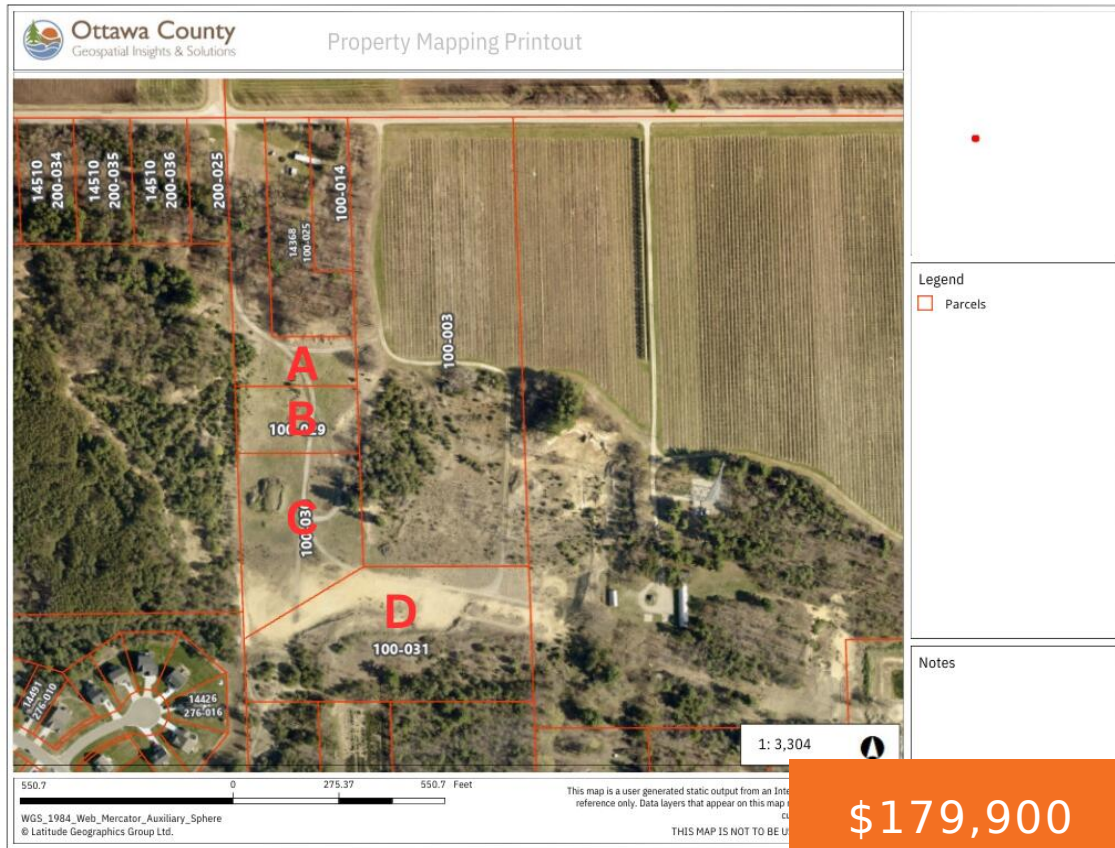 Ottawa County
Geospatial Insights & Solutions
Property Mapping Printout
14510
200-034
14510
200-035
14510
200-036
200-025
14368
100-025
100-014
100-003
A
B
C
100-030
D
100-031
14491
276-010
14426
276-016
1: 3,304
Legend
Parcels
Notes
550.7 0 275.37 550.7 Feet
WGS_1984_Web_Mercator_Auxiliary_Sphere
© Latitude Geographics Group Ltd.
This map is a user generated static output from an
reference only. Data layers that appear on this map
THIS MAP IS NOT TO BE
$179,900